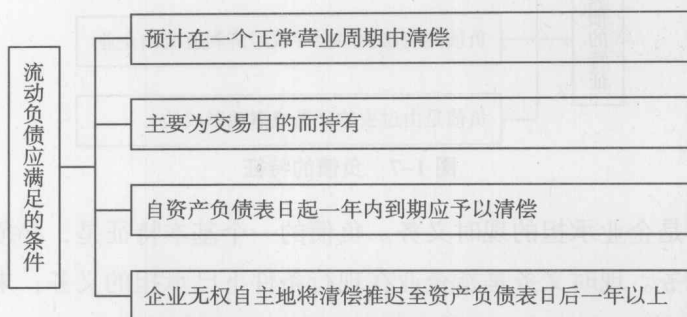 流动负债应满足的条件
预计在一个正常营业周期中清偿
主要为交易目的而持有
自资产负债表日起一年内到期应予以清偿
企业无权自主地将清偿推迟至资产负债表日后一年以上